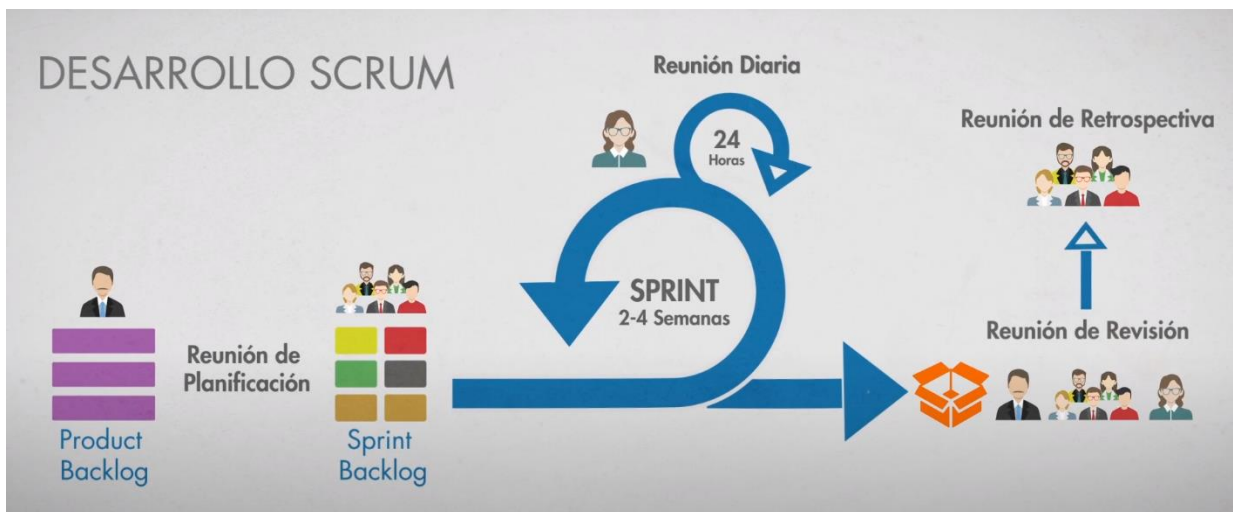 DESARROLLO SCRUM
Reunión Diaria
24
Horas
Reunión de Retrospectiva
SPRINT
2-4 Semanas
Reunión de Revisión
Reunión de
Planificación
Product
Backlog
Sprint
Backlog